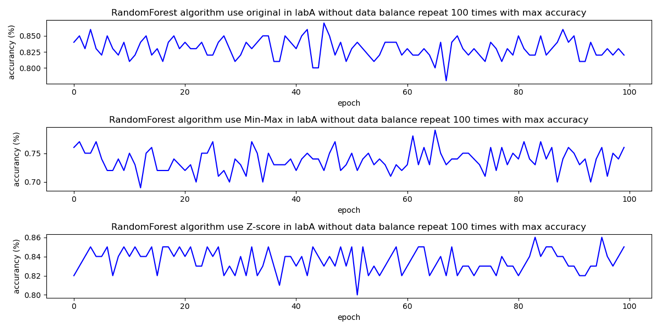 RandomForest algorithm use original in labA without data balance repeat 100 times with max accuracy
0.850
0.825
0.800
accurancy (%)
0 20 40 60 80 100
epoch
RandomForest algorithm use Min-Max in labA without data balance repeat 100 times with max accuracy
0.75
0.70
accurancy (%)
0 20 40 60 80 100
epoch
RandomForest algorithm use Z-score in labA without data balance repeat 100 times with max accuracy
0.86
0.84
0.82
0.80
accurancy (%)
0 20 40 60 80 100
epoch